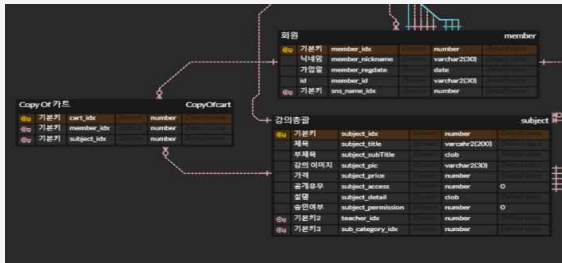 회원 member
기본키 member_idx number
닉네임 member_nickname varchar2(30)
가입일 member_regdate date
id member_id varchar2(30)
기본키 sns_name_idx number
Copy Of 카트 CopyOfcart
기본키 cart_idx number
기본키 member_idx number
기본키 subject_idx number
강의총괄 subject
기본키 subject_idx number
제목 subject_title varcahr2(200)
부제목 subject_subTitle clob
강의 이미지 subject_pic varchar2(30)
가격 subject_price number
공개유무 subject_access number 0
설명 subject_detail clob
승인여부 subject_permission number 0
기본키2 teacher_idx number
기본키3 sub_category_idx number